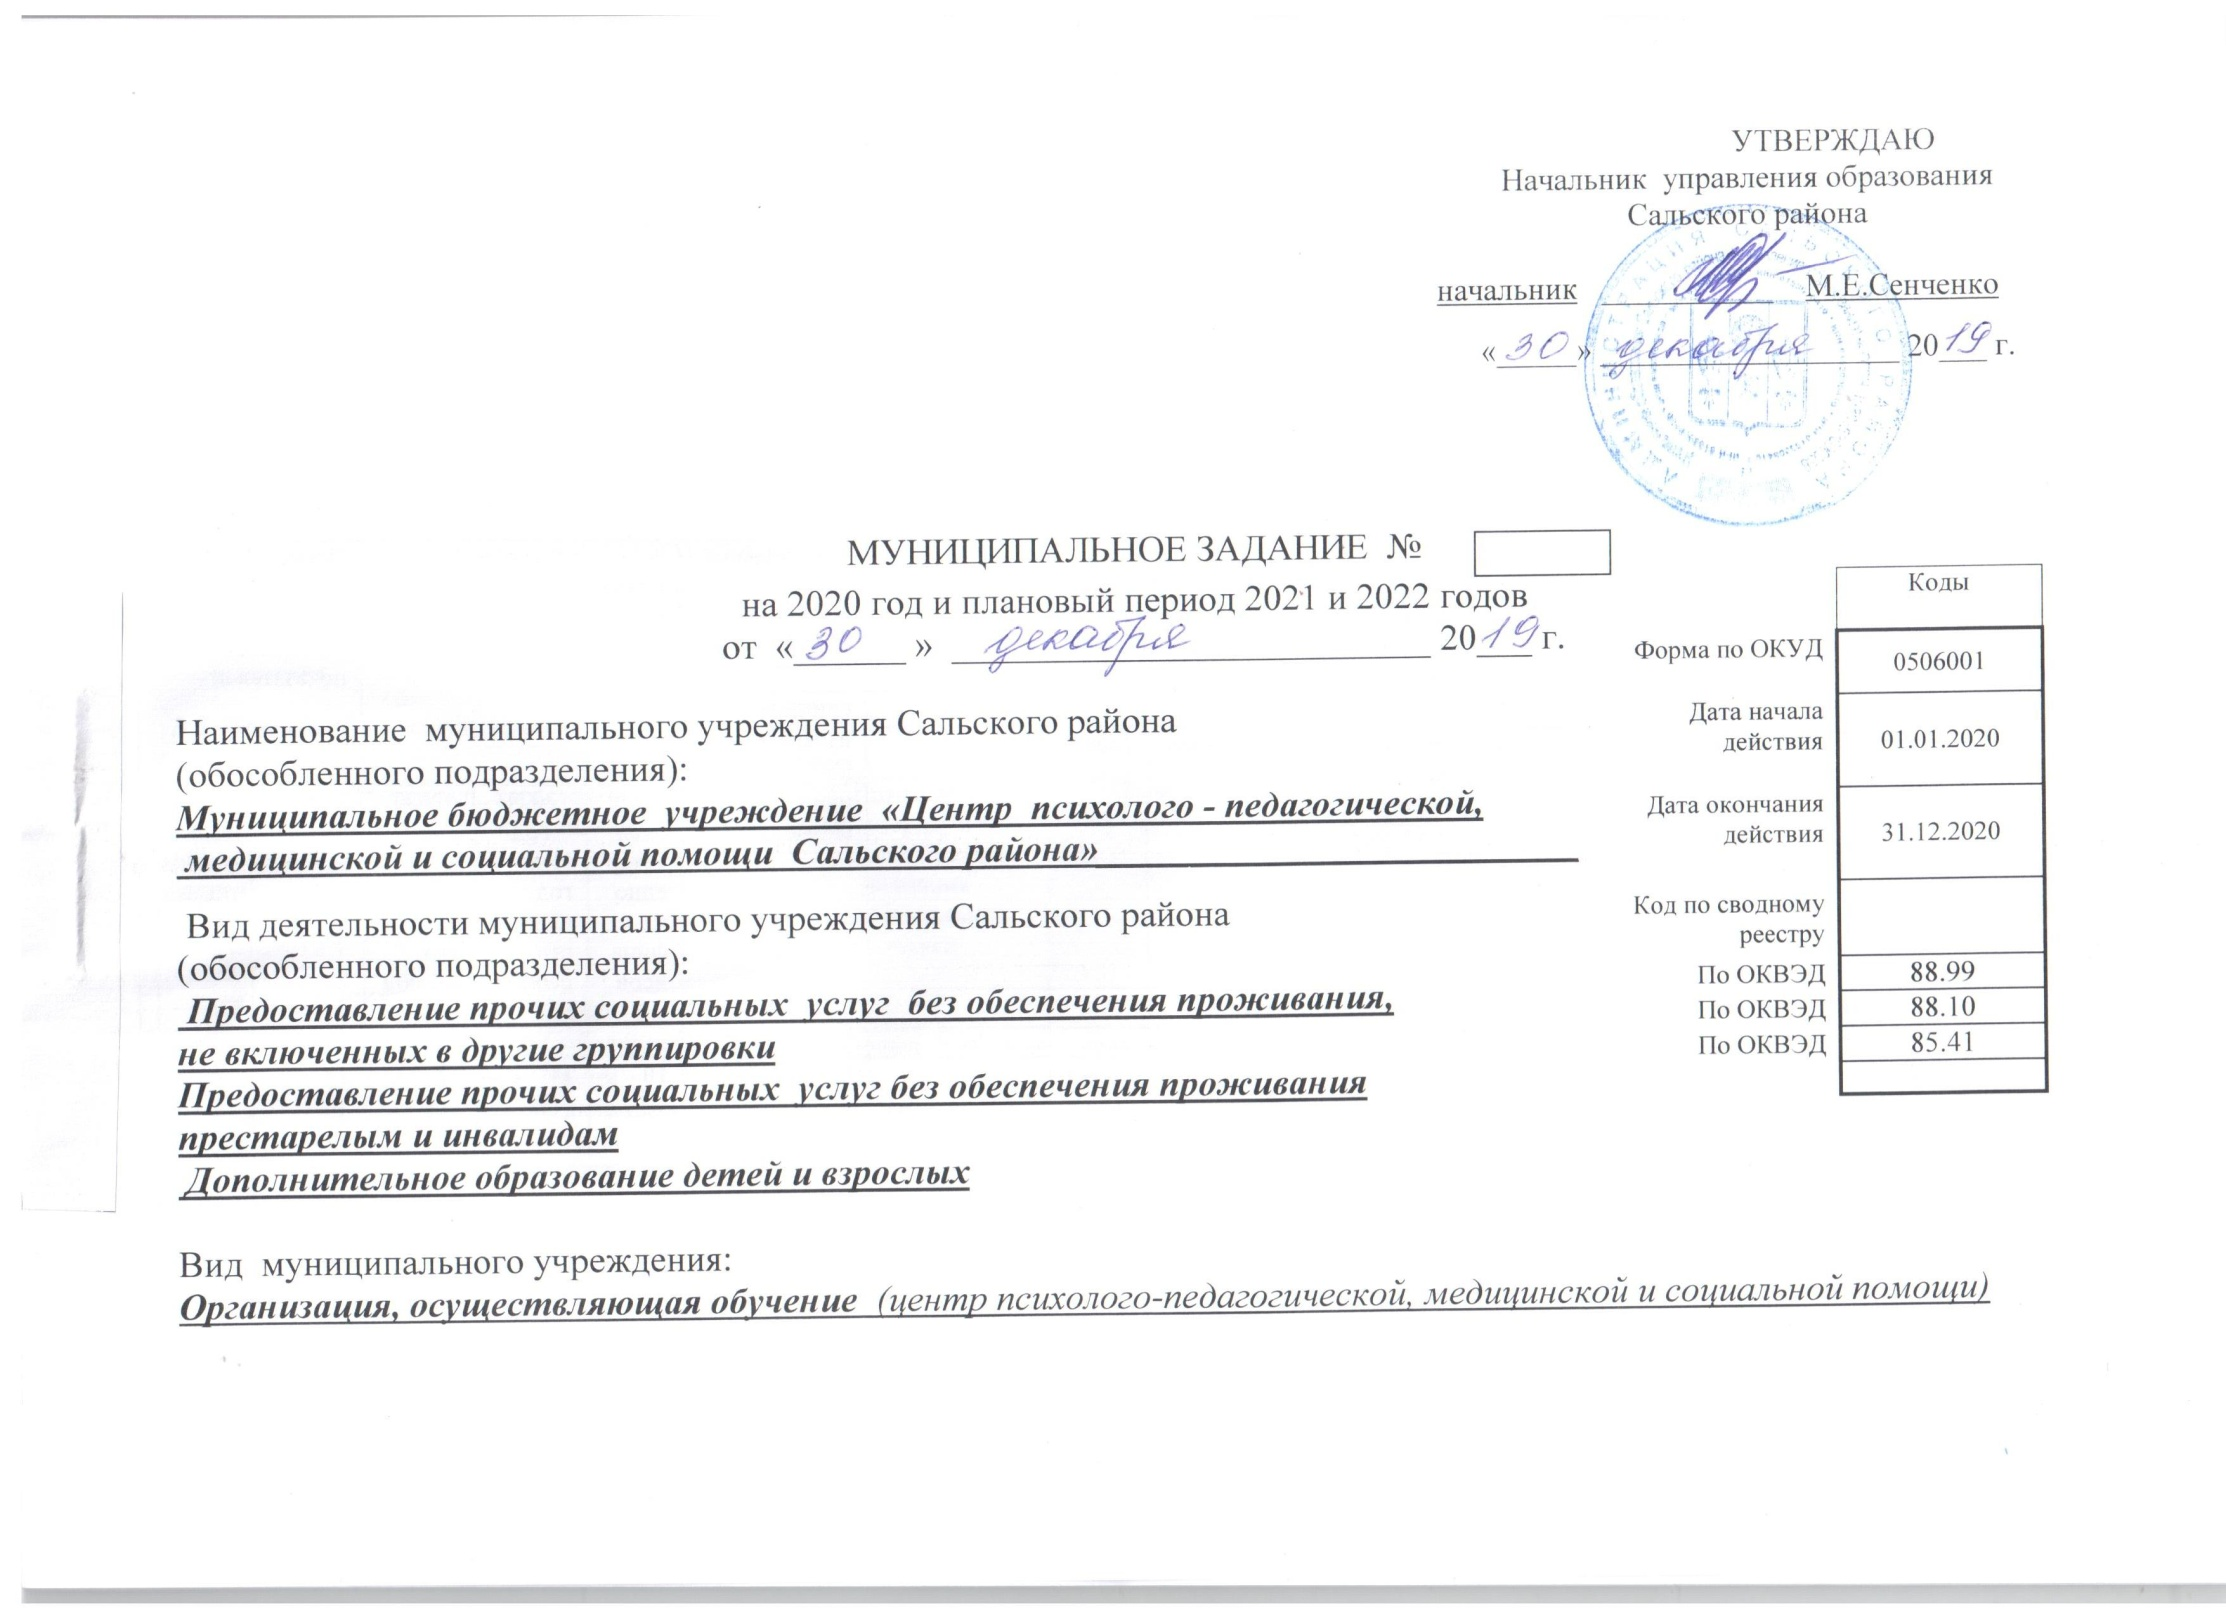 УТВЕРЖДАЮ
Начальник управления образования
Сальского района
начальник М.Е.Сенченко
«30» декабря 2019 г.
МУНИЦИПАЛЬНОЕ ЗАДАНИЕ №
на 2020 год и плановый период 2021 и 2022 годов
от «30» декабря 2019 г.
Коды
Форма по ОКУД 0506001
Дата начала
действия 01.01.2020
Дата окончания
действия 31.12.2020
Код по сводному
реестру
По ОКВЭД 88.99
По ОКВЭД 88.10
По ОКВЭД 85.41
Наименование муниципального учреждения Сальского района
(обособленного подразделения):
Муниципальное бюджетное учреждение «Центр психолого - педагогической,
медицинской и социальной помощи Сальского района»
Вид деятельности муниципального учреждения Сальского района
(обособленного подразделения):
Предоставление прочих социальных услуг без обеспечения проживания,
не включенных в другие группировки
Предоставление прочих социальных услуг без обеспечения проживания
престарелым и инвалидам
Дополнительное образование детей и взрослых
Вид муниципального учреждения:
Организация, осуществляющая обучение (центр психолого-педагогической, медицинской и социальной помощи)